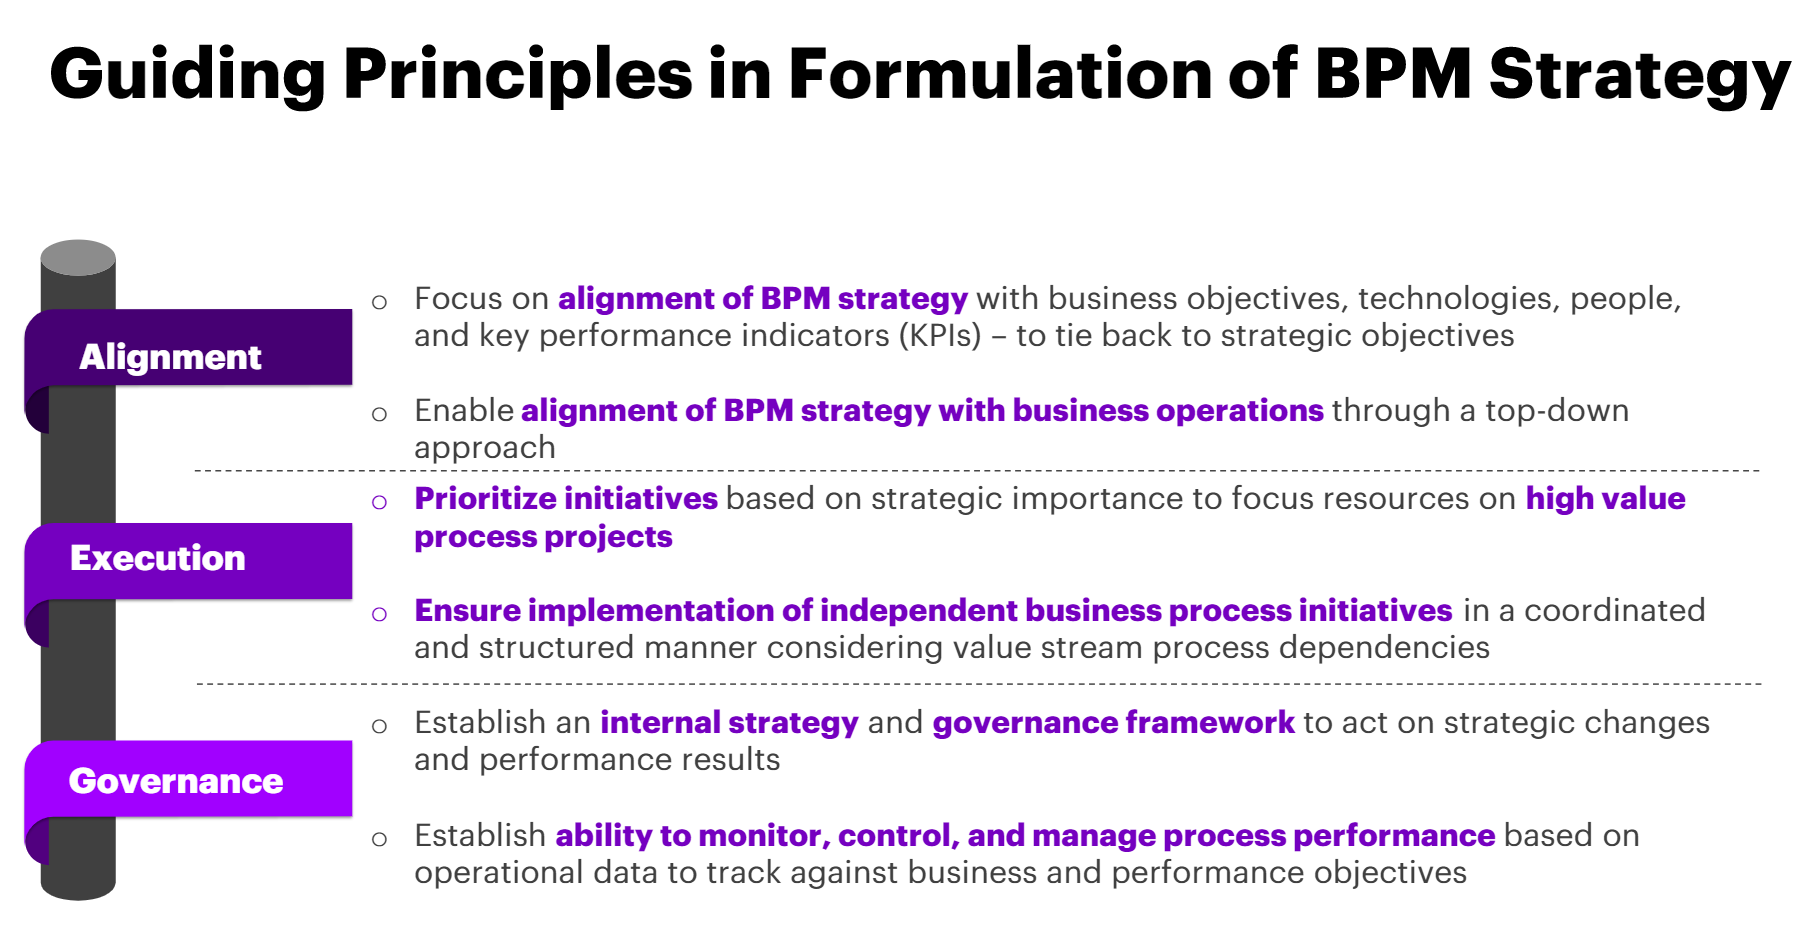 Guiding Principles in Formulation of BPM Strategy
Alignment
○ Focus on alignment of BPM strategy with business objectives, technologies, people,
and key performance indicators (KPIs) – to tie back to strategic objectives
○ Enable alignment of BPM strategy with business operations through a top-down
approach
Execution
○ Prioritize initiatives based on strategic importance to focus resources on high value
process projects
○ Ensure implementation of independent business process initiatives in a coordinated
and structured manner considering value stream process dependencies
Governance
○ Establish an internal strategy and governance framework to act on strategic changes
and performance results
○ Establish ability to monitor, control, and manage process performance based on
operational data to track against business and performance objectives